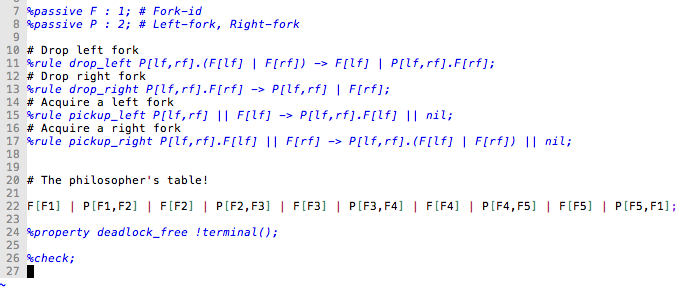 7 %passive F : 1; # Fork-id
8 %passive P : 2; # Left-fork, Right-fork
9
10 # Drop left fork
11 %rule drop_left P[lf,rf].(F[lf] | F[rf]) -> F[lf] | P[lf,rf].F[rf];
12 # Drop right fork
13 %rule drop_right P[lf,rf].F[rf] -> P[lf,rf] | F[rf];
14 # Acquire a left fork
15 %rule pickup_left P[lf,rf] || F[lf] -> P[lf,rf].F[lf] || nil;
16 # Acquire a right fork
17 %rule pickup_right P[lf,rf].F[lf] || F[rf] -> P[lf,rf].(F[lf] | F[rf]) || nil;
18
19
20 # The philosopher's table!
21
22 F[F1] | P[F1,F2] | F[F2] | P[F2,F3] | F[F3] | P[F3,F4] | F[F4] | P[F4,F5] | F[F5] | P[F5,F1];
24 %property deadlock_free !terminal();
25
26 %check;
27
~